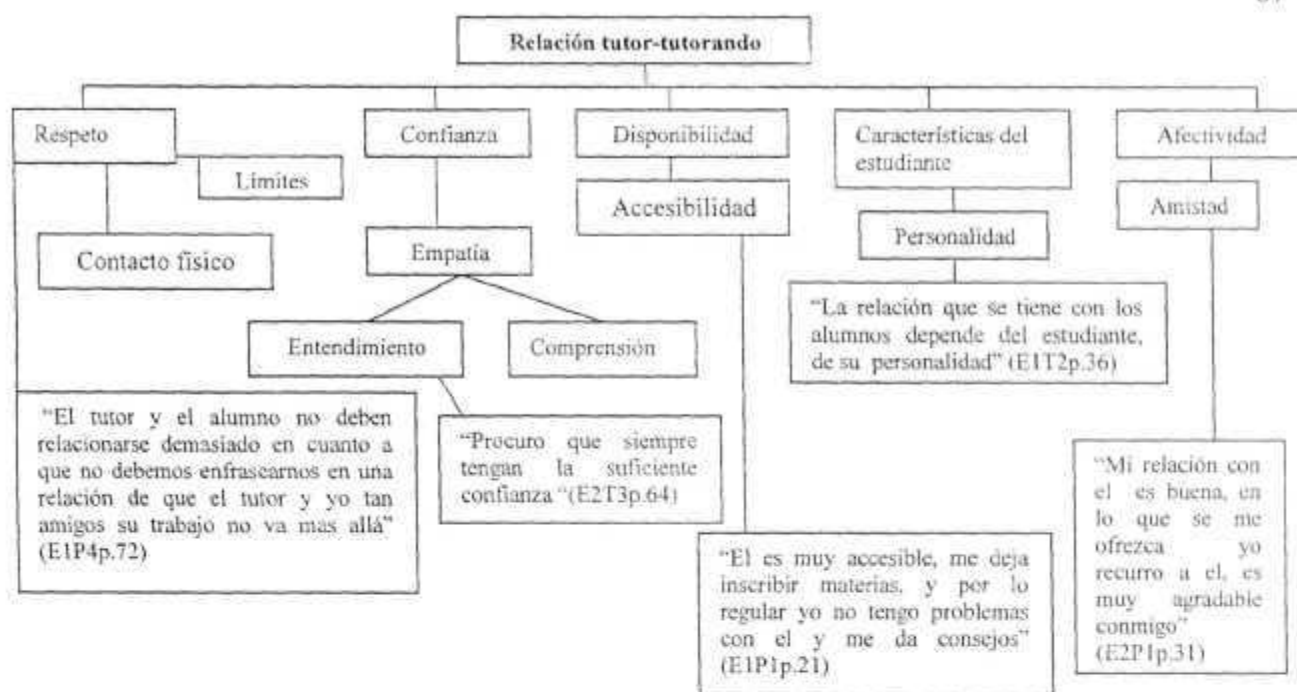 Relación tutor-tutorando
Respeto
Confianza
Disponibilidad
Características del
estudiante
Afectividad
Límites
Accesibilidad
Amistad
Contacto físico
Empatía
Personalidad
Entendimiento
Comprensión
"La relación que se tiene con los
alumnos depende del estudiante,
de su personalidad" (E1T2p.36)
"El tutor y el alumno no deben
relacionarse demasiado en cuanto a
que no debemos enfrascarnos en una
relación de que el tutor y yo tan
amigos su trabajo no va mas allá"
(E1P4p.72)
"Procuro que siempre
tengan la suficiente
confianza "(E2T3p.64)
"El es muy accesible, me deja
inscribir materias, y por lo
regular yo no tengo problemas
con el y me da consejos"
(E1P1p.21)
"Mi relación con
el es buena, en
lo que se me
ofrezca yo
recurro a el, es
muy agradable
conmigo"
(E2P1p.31)